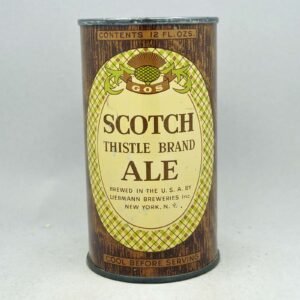 CONTENTS 12 FL. OZS.
GOS
SCOTCH
THISTLE BRAND
ALE
BREWED IN THE U. S. A. BY
LIEBMANN BREWERIES Inc.
NEW YORK, N. Y.
COOL BEFORE SERVING